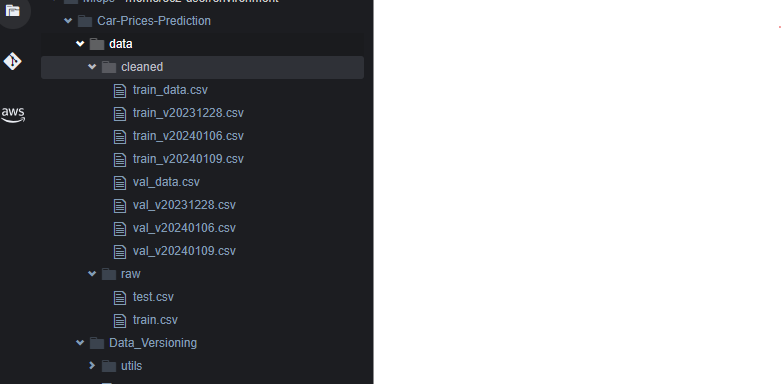 Car-Prices-Prediction
data
cleaned
train_data.csv
train_v20231228.csv
train_v20240106.csv
train_v20240109.csv
aws
val_data.csv
val_v20231228.csv
val_v20240106.csv
val_v20240109.csv
raw
test.csv
train.csv
Data_Versioning
utils